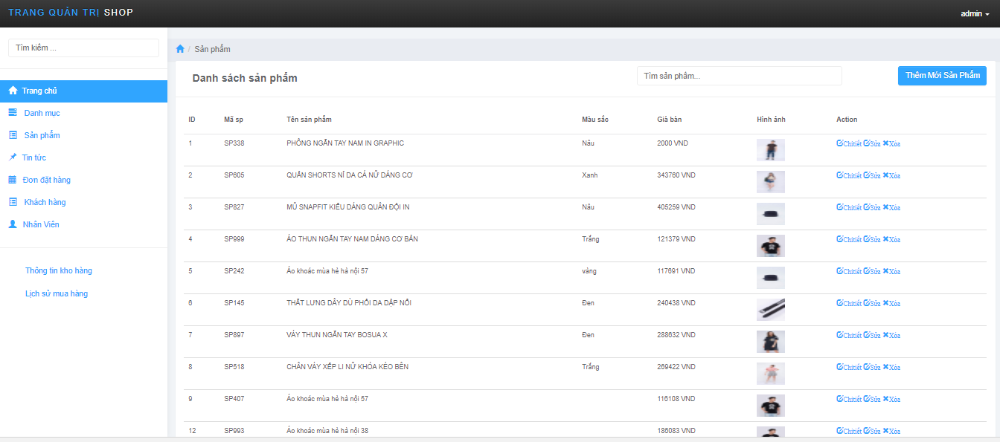 TRANG QUẢN TRỊ SHOP
admin
Tìm kiếm ...
Trang chủ
Danh mục
Sản phẩm
Tin tức
Đơn đặt hàng
Khách hàng
Nhân Viên
Thông tin kho hàng
Lịch sử mua hàng
/ Sản phẩm
Danh sách sản phẩm
Tìm sản phẩm...
Thêm Mới Sản Phẩm
ID Mã sp Tên sản phẩm Màu sắc Giá bán Hình ảnh Action
1 SP338 PHÔNG NGẮN TAY NAM IN GRAPHIC Nâu 2000 VND Chitiết Sửa Xóa
2 SP605 QUẦN SHORTS NỈ DA CÁ NỮ DÁNG CƠ Xanh 343760 VND Chitiết Sửa Xóa
3 SP827 MŨ SNAPFIT KIỂU DÁNG QUÂN ĐỘI IN Nâu 405259 VND Chitiết Sửa Xóa
4 SP999 ÁO THUN NGẮN TAY NAM DÁNG CƠ BẢN Trắng 121379 VND Chitiết Sửa Xóa
5 SP242 Áo khoác mùa hè hà nội 57 vàng 117691 VND Chitiết Sửa Xóa
6 SP145 THẮT LƯNG DÂY DÙ PHỐI DA DẬP NỔI Đen 240438 VND Chitiết Sửa Xóa
7 SP897 VÁY THUN NGẮN TAY BOSUA X Đen 288632 VND Chitiết Sửa Xóa
8 SP518 CHÂN VÁY XẾP LI NỮ KHÓA KÉO BÊN Trắng 269422 VND Chitiết Sửa Xóa
9 SP407 Áo khoác mùa hè hà nội 57 116108 VND Chitiết Sửa Xóa
12 SP993 Áo khoác mùa hè hà nội 38 186083 VND Chitiết Sửa Xóa